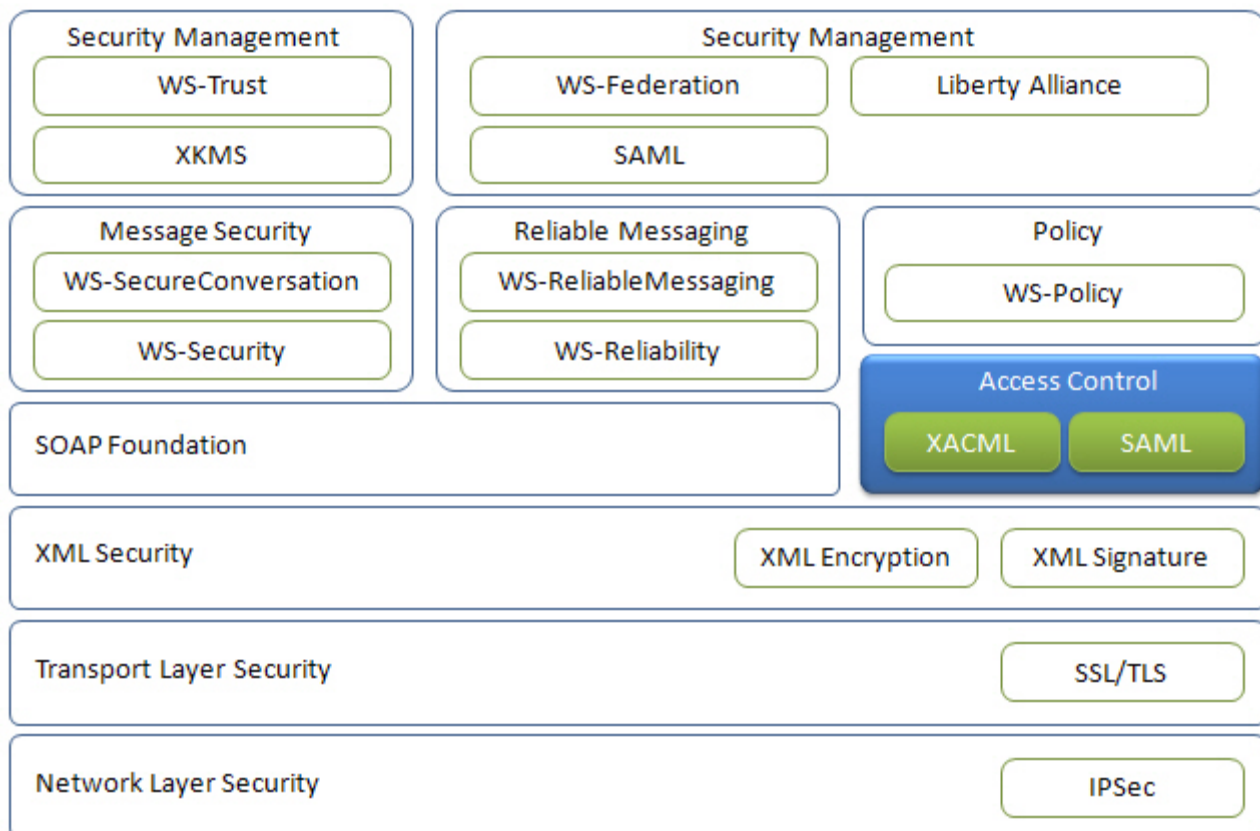 Security Management
WS-Trust
XKMS
Security Management
WS-Federation
Liberty Alliance
SAML
Message Security
WS-SecureConversation
WS-Security
Reliable Messaging
WS-ReliableMessaging
WS-Reliability
Policy
WS-Policy
Access Control
XACML
SAML
SOAP Foundation
XML Security
XML Encryption
XML Signature
Transport Layer Security
SSL/TLS
Network Layer Security
IPSec